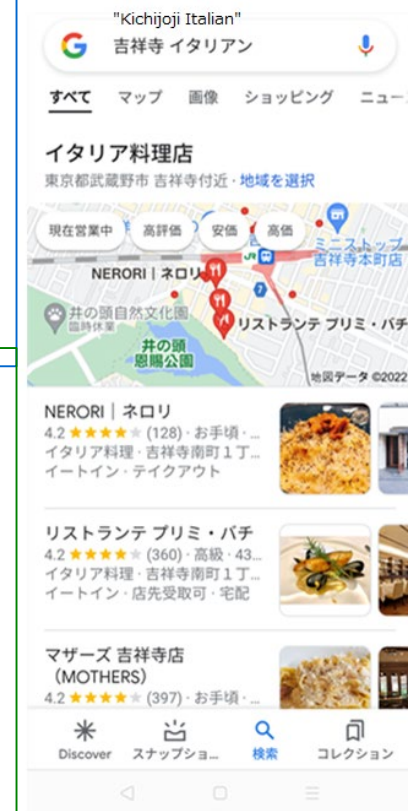 "Kichijoji Italian"
吉祥寺 イタリアン
すべて マップ 画像 ショッピング ニュー
イタリア料理店
東京都武蔵野市 吉祥寺付近・地域を選択
現在営業中 高評価 安価 高価
ミニストップ
吉祥寺本町店
JR
NERORI | ネロリ
7
井の頭自然文化園
臨時休業
リストランテ プリミ・バチ
井の頭
恩賜公園
地図データ ©2022
NERORI | ネロリ
4.2 (128)・お手頃・...
イタリア料理・吉祥寺南町1丁...
イートイン・テイクアウト
リストランテ プリミ・バチ
4.2 (360)・高級・43...
イタリア料理・吉祥寺南町1丁...
イートイン・店先受取可・宅配
マザーズ 吉祥寺店
（MOTHERS）
4.2 (397)・お手頃・...
Discover スナップショ... 検索 コレクション